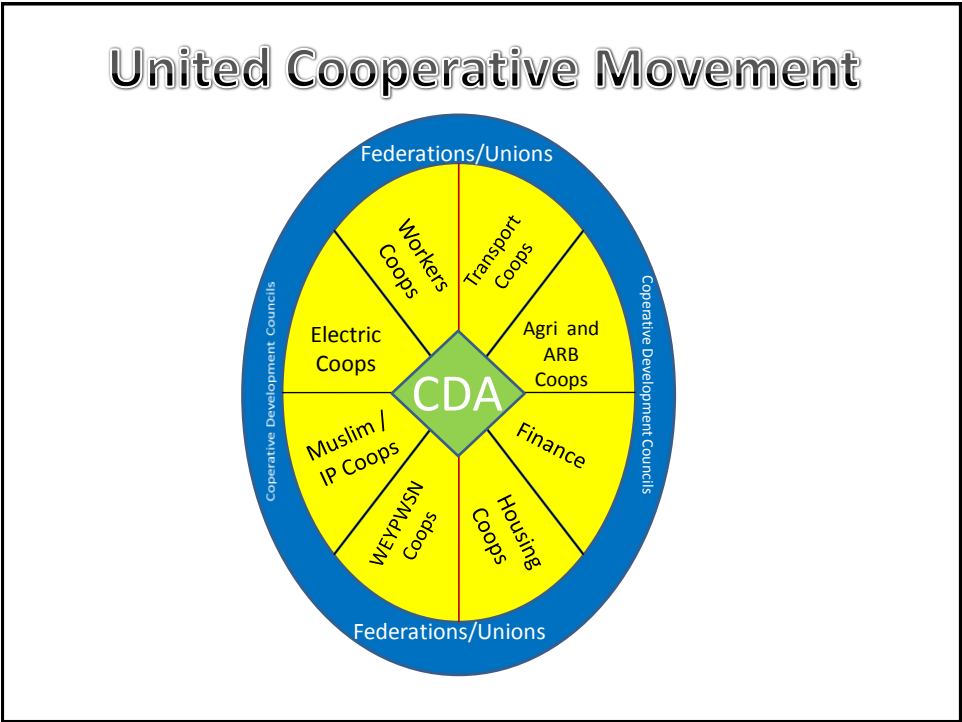 United Cooperative Movement
Federations/Unions
Workers
Coops
Transport
Coops
Coperative Development Councils
Electric
Coops
Agri and
ARB
Coops
Coperative Development Councils
CDA
Muslim /
IP Coops
Finance
WEYPWSN
Coops
Housing
Coops
Federations/Unions